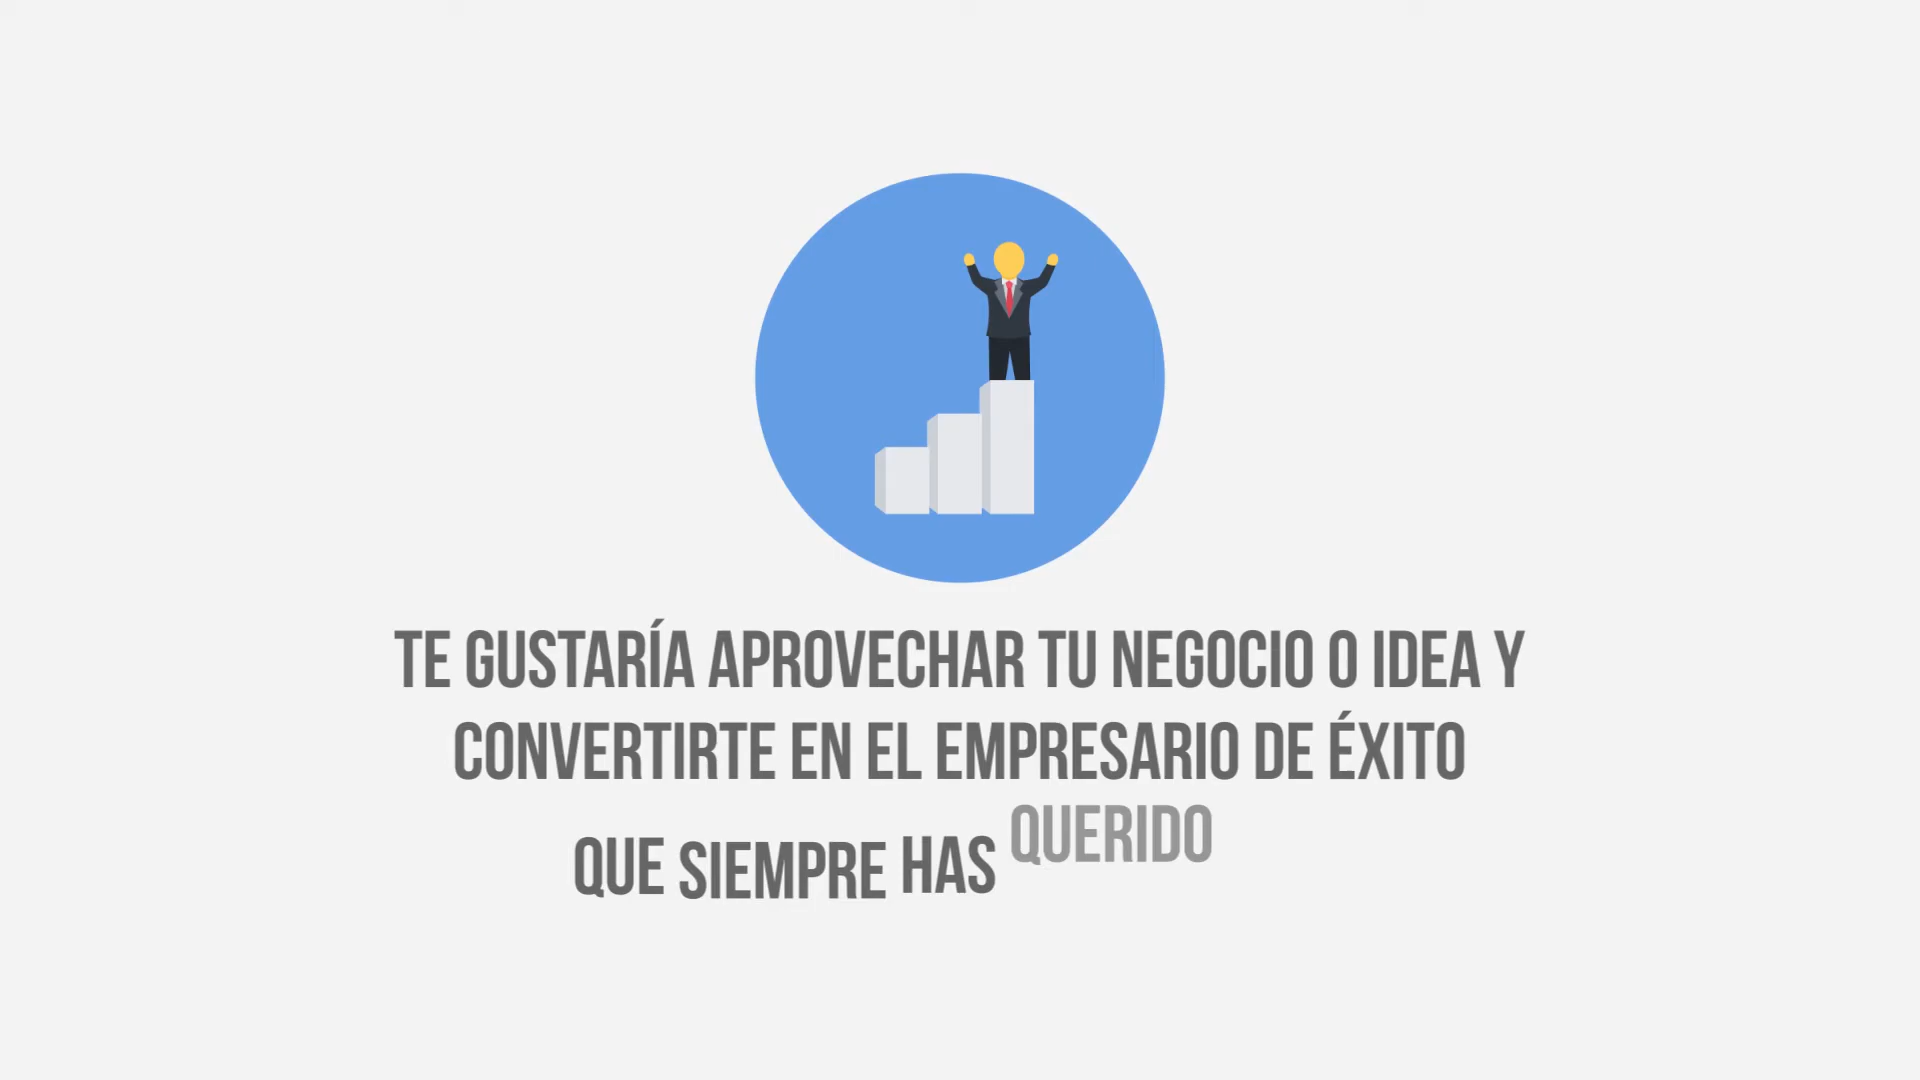 TE GUSTARÍA APROVECHAR TU NEGOCIO O IDEA Y
CONVERTIRTE EN EL EMPRESARIO DE ÉXITO
QUE SIEMPRE HAS QUERIDO